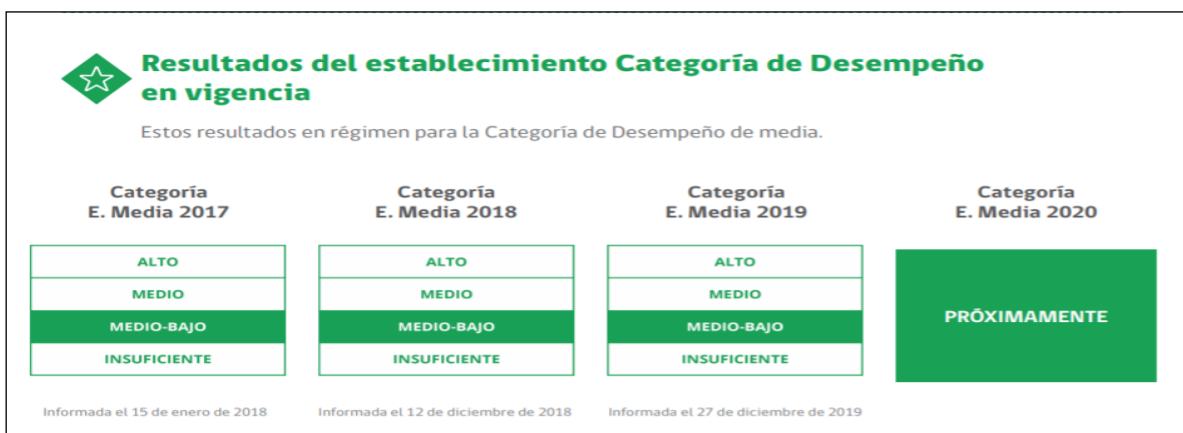 Resultados del establecimiento Categoría de Desempeño
en vigencia
Estos resultados en régimen para la Categoría de Desempeño de media.
Categoría
E. Media 2017
ALTO
MEDIO
MEDIO-BAJO
INSUFICIENTE
Informada el 15 de enero de 2018
Categoría
E. Media 2018
ALTO
MEDIO
MEDIO-BAJO
INSUFICIENTE
Informada el 12 de diciembre de 2018
Categoría
E. Media 2019
ALTO
MEDIO
MEDIO-BAJO
INSUFICIENTE
Informada el 27 de diciembre de 2019
Categoría
E. Media 2020
PRÓXIMAMENTE